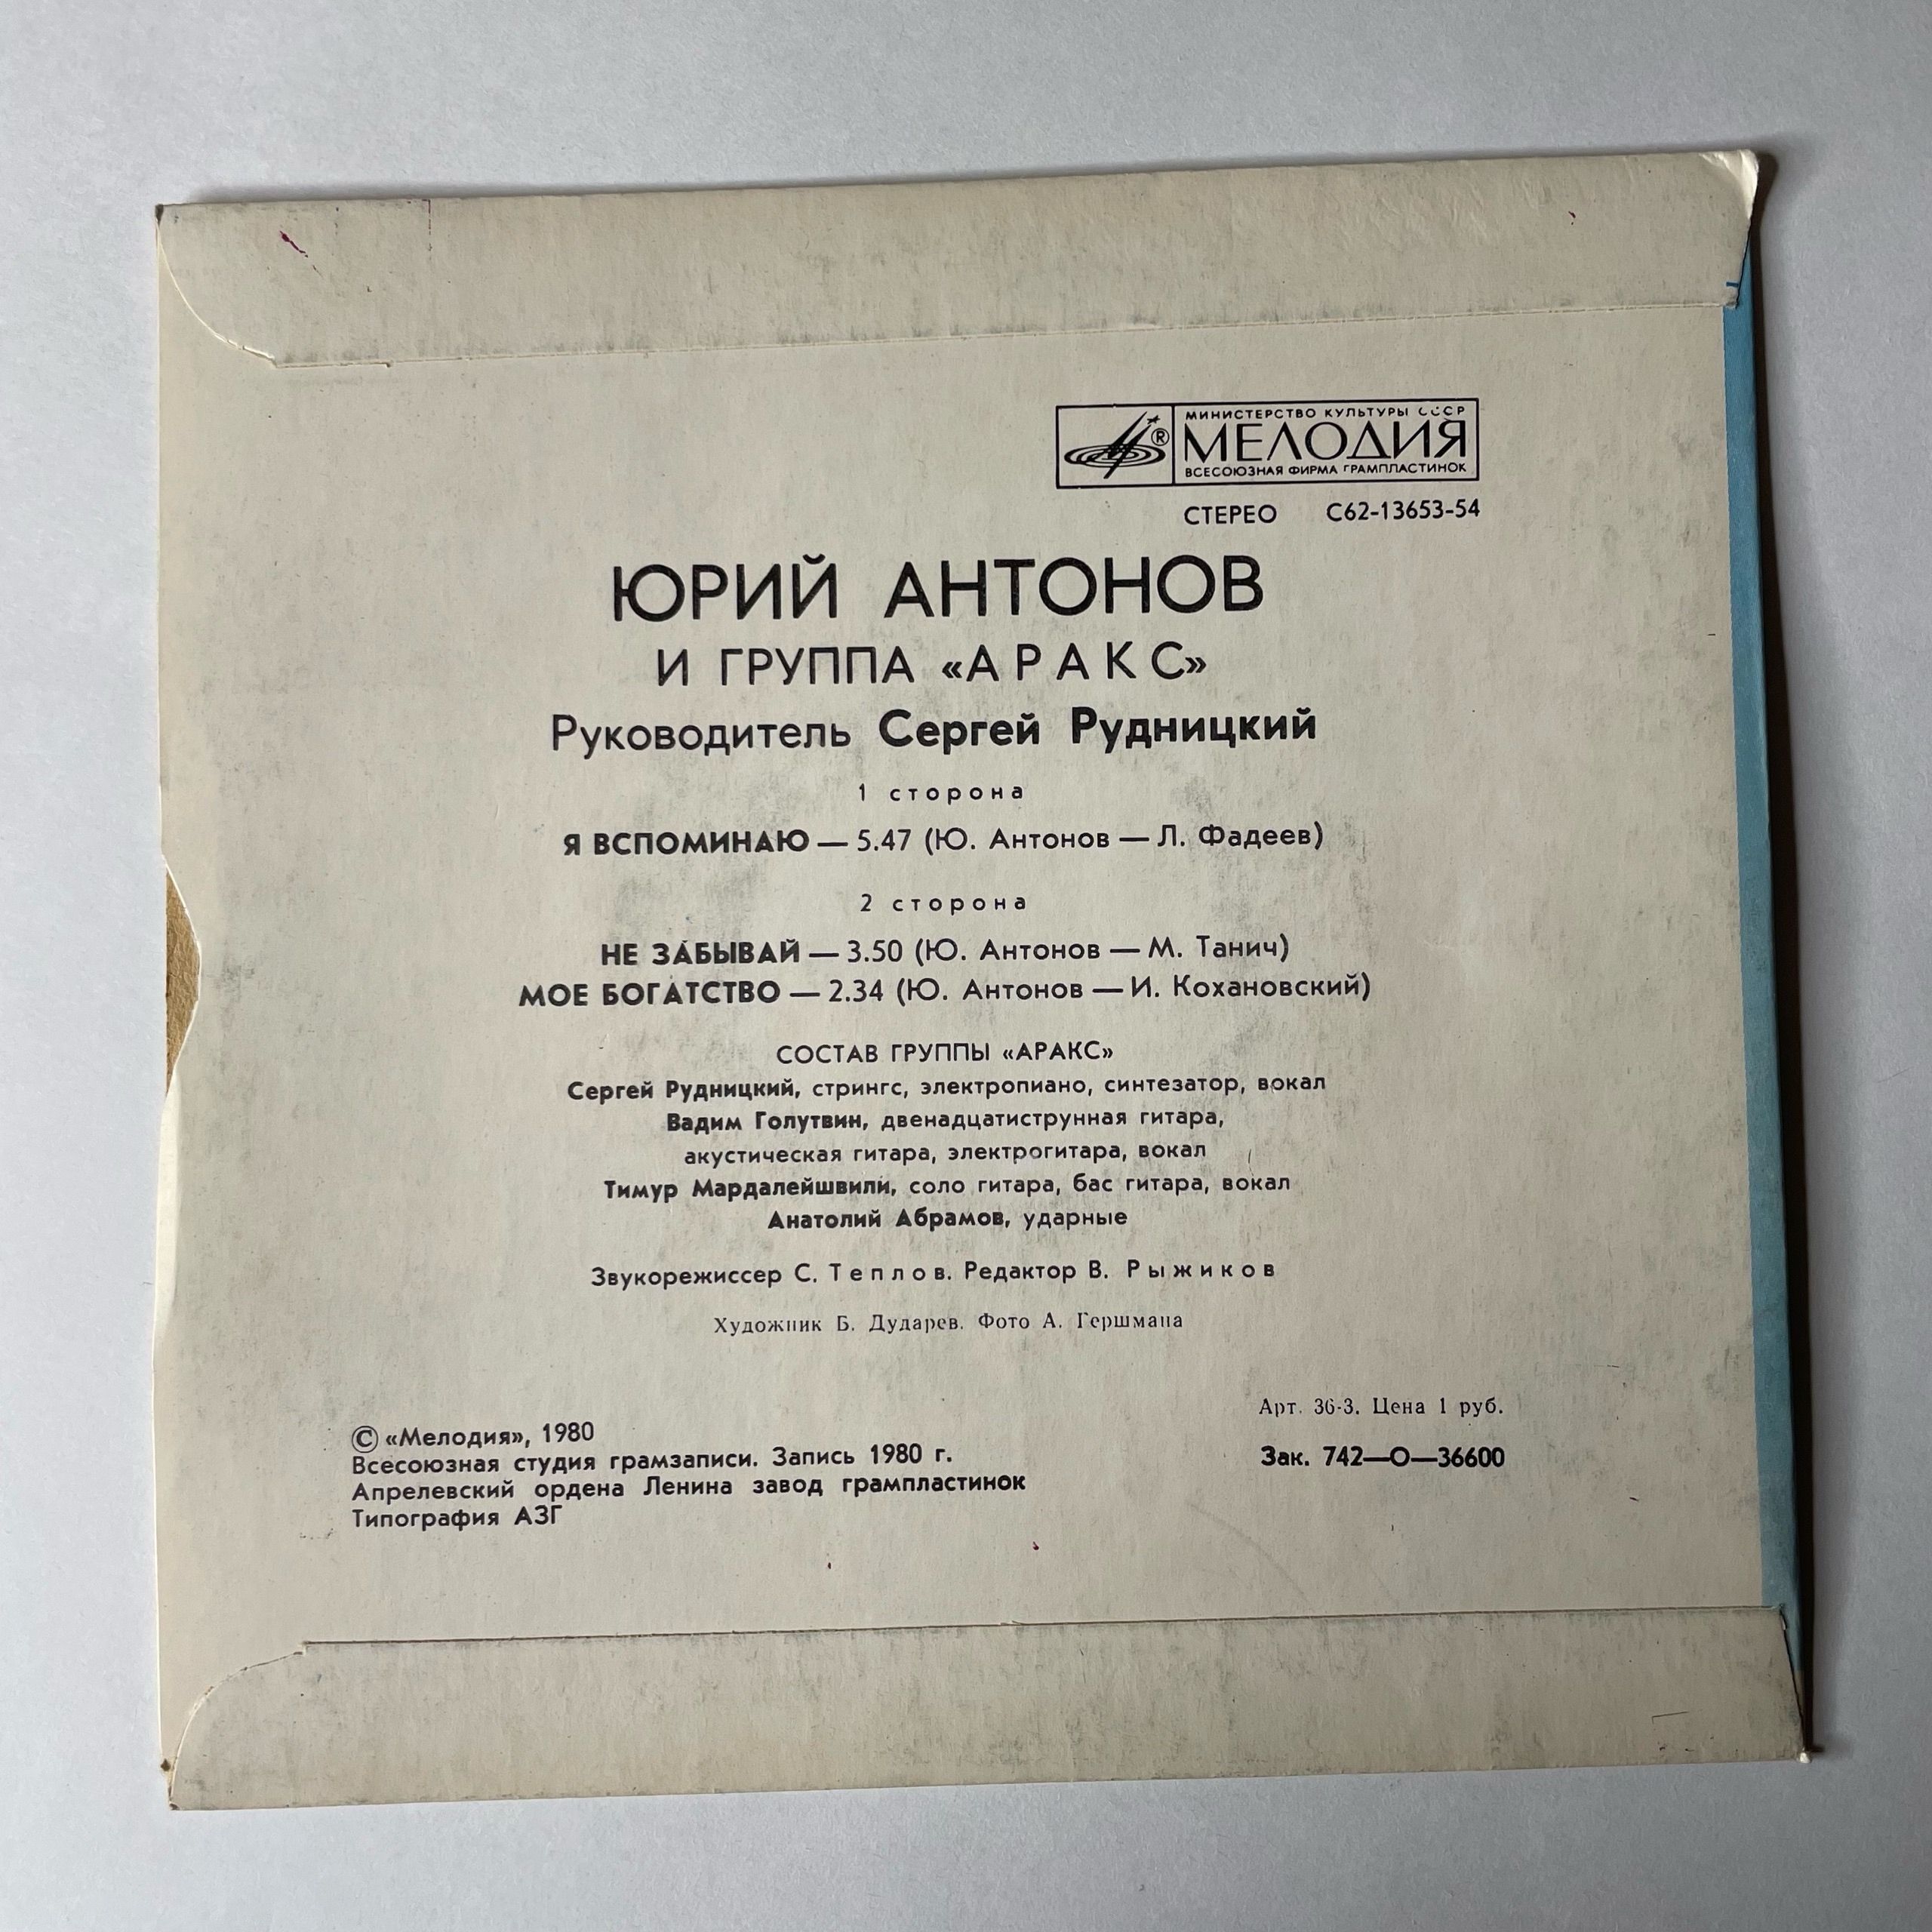 МИНИСТЕРСТВО КУЛЬТУРЫ СССР
МЕЛОДИЯ
ВСЕСОЮЗНАЯ ФИРМА ГРАМПЛАСТИНОК
®
СТЕРЕО С62-13653-54
ЮРИЙ АНТОНОВ
И ГРУППА «АРАКС»
Руководитель Сергей Рудницкий
1 сторона
Я ВСПОМИНАЮ — 5.47 (Ю. Антонов — Л. Фадеев)
2 сторона
НЕ ЗАБЫВАЙ — 3.50 (Ю. Антонов — М. Танич)
МОЕ БОГАТСТВО — 2.34 (Ю. Антонов — И. Кохановский)
СОСТАВ ГРУППЫ «АРАКС»
Сергей Рудницкий, стрингс, электропиано, синтезатор, вокал
Вадим Голутвин, двенадцатиструнная гитара,
акустическая гитара, электрогитара, вокал
Тимур Мардалейшвили, соло гитара, бас гитара, вокал
Анатолий Абрамов, ударные
Звукорежиссер С. Теплов. Редактор В. Рыжиков
Художник Б. Дударев. Фото А. Гершмана
Арт. 36-3. Цена 1 руб.
Зак. 742—О—36600
© «Мелодия», 1980
Всесоюзная студия грамзаписи. Запись 1980 г.
Апрелевский ордена Ленина завод грампластинок
Типография АЗГ